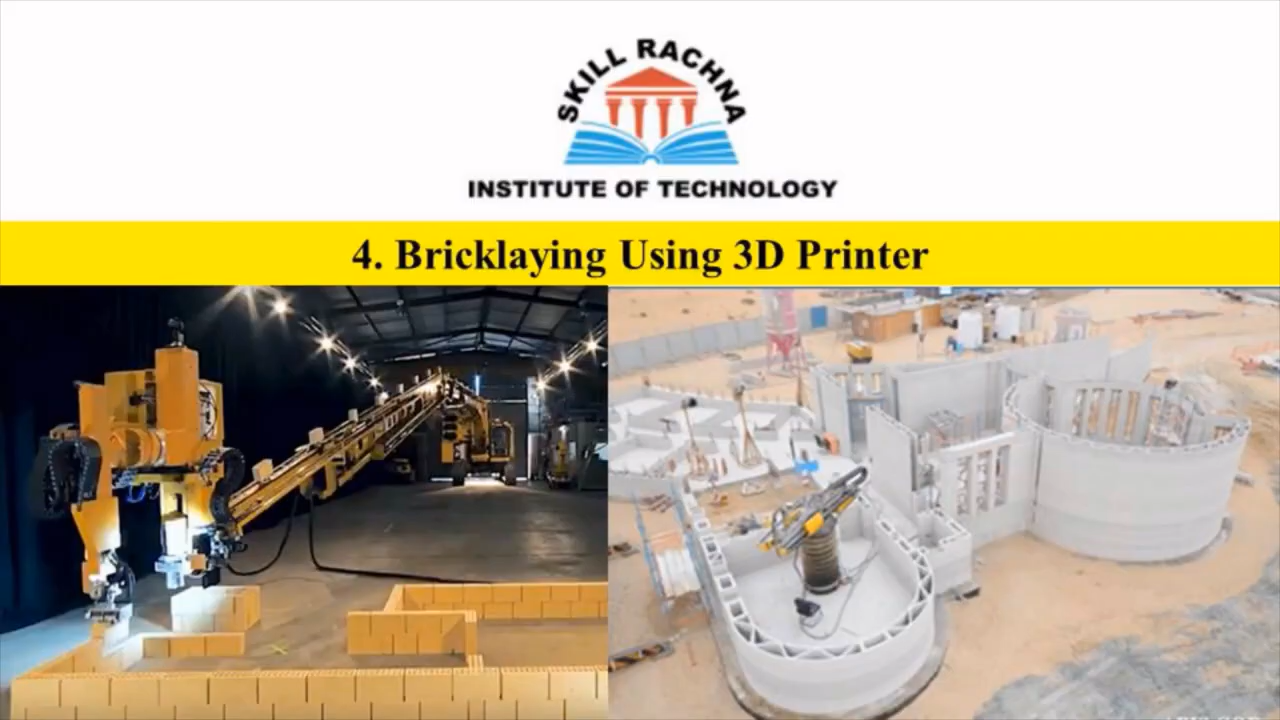 SKILL RACHNA
INSTITUTE OF TECHNOLOGY
4. Bricklaying Using 3D Printer